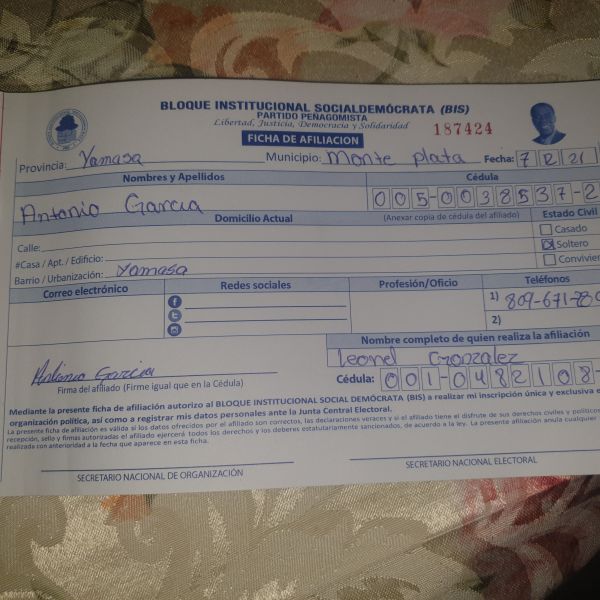 BLOQUE INSTITUCIONAL SOCIALDEMÓCRATA (BIS)
PARTIDO PEÑAGOMISTA
Libertad, Justicia, Democracia y Solidaridad
187424
FICHA DE AFILIACION
Provincia: Yamasa Municipio: Monte plata Fecha: 7 12 21
Nombres y Apellidos Cédula
Antonio Garcia 005-0038537-2
Domicilio Actual (Anexar copia de cédula del afiliado) Estado Civil
Calle: Casado
#Casa / Apt. / Edificio: Soltero
Barrio / Urbanización: Yamasa Convivien
Correo electrónico Redes sociales Profesión/Oficio Teléfonos
1) 809-671-
2)
Nombre completo de quien realiza la afiliación
Leonel Gonzalez
Antonio Garcia
Firma del afiliado (Firme igual que en la Cédula) Cédula: 001-0482108-
Mediante la presente ficha de afiliación autorizo al BLOQUE INSTITUCIONAL SOCIAL DEMÓCRATA (BIS) a realizar mi inscripción única y exclusiva e
organización política, así como a registrar mis datos personales ante la Junta Central Electoral.
La presente ficha de afiliación es valida si los datos ofrecidos por el afiliado son correctos, las declaraciones veraces y si el afiliado tiene el disfrute de sus derechos civiles y políticos
recepción, sello y firmas autorizadas el afiliado ejercerá todos los derechos y los deberes estatutariamente sancionados, de acuerdo a la ley. La presente afiliación anula cualquier
realizada con anterioridad a la fecha que aparece en esta ficha.
SECRETARIO NACIONAL DE ORGANIZACIÓN SECRETARIO NACIONAL ELECTORAL